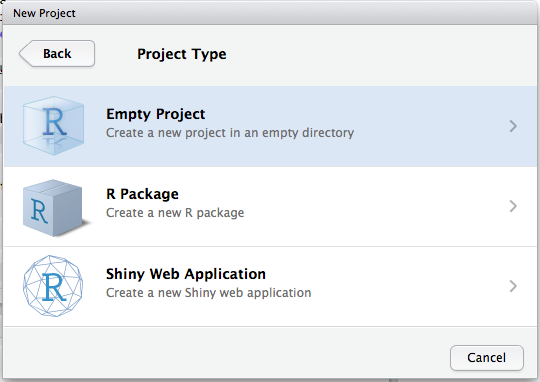 New Project
Back
Project Type
R
Empty Project
Create a new project in an empty directory
R
R Package
Create a new R package
R
Shiny Web Application
Create a new Shiny web application
Cancel